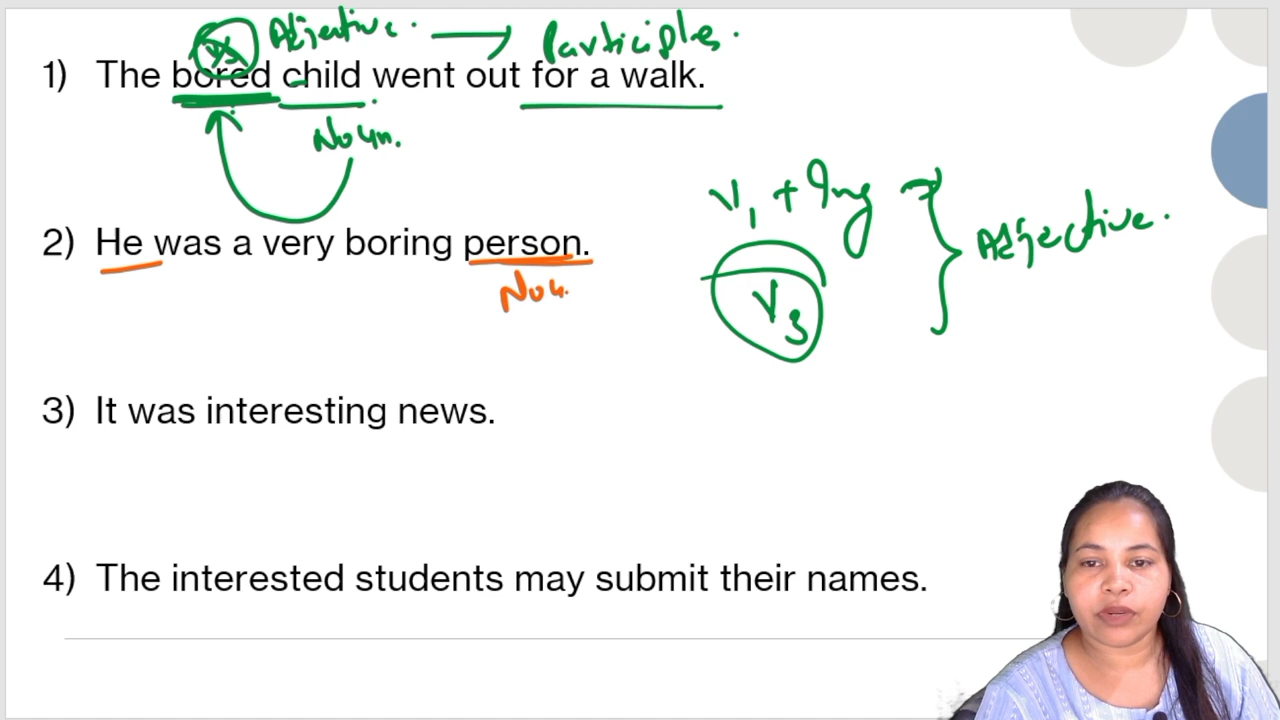 Adjective. → Participles.
1) The bored child went out for a walk.
Noun.
V1 + Ing
2) He was a very boring person.
Adjective.
Nou.
V3
3) It was interesting news.
4) The interested students may submit their names.